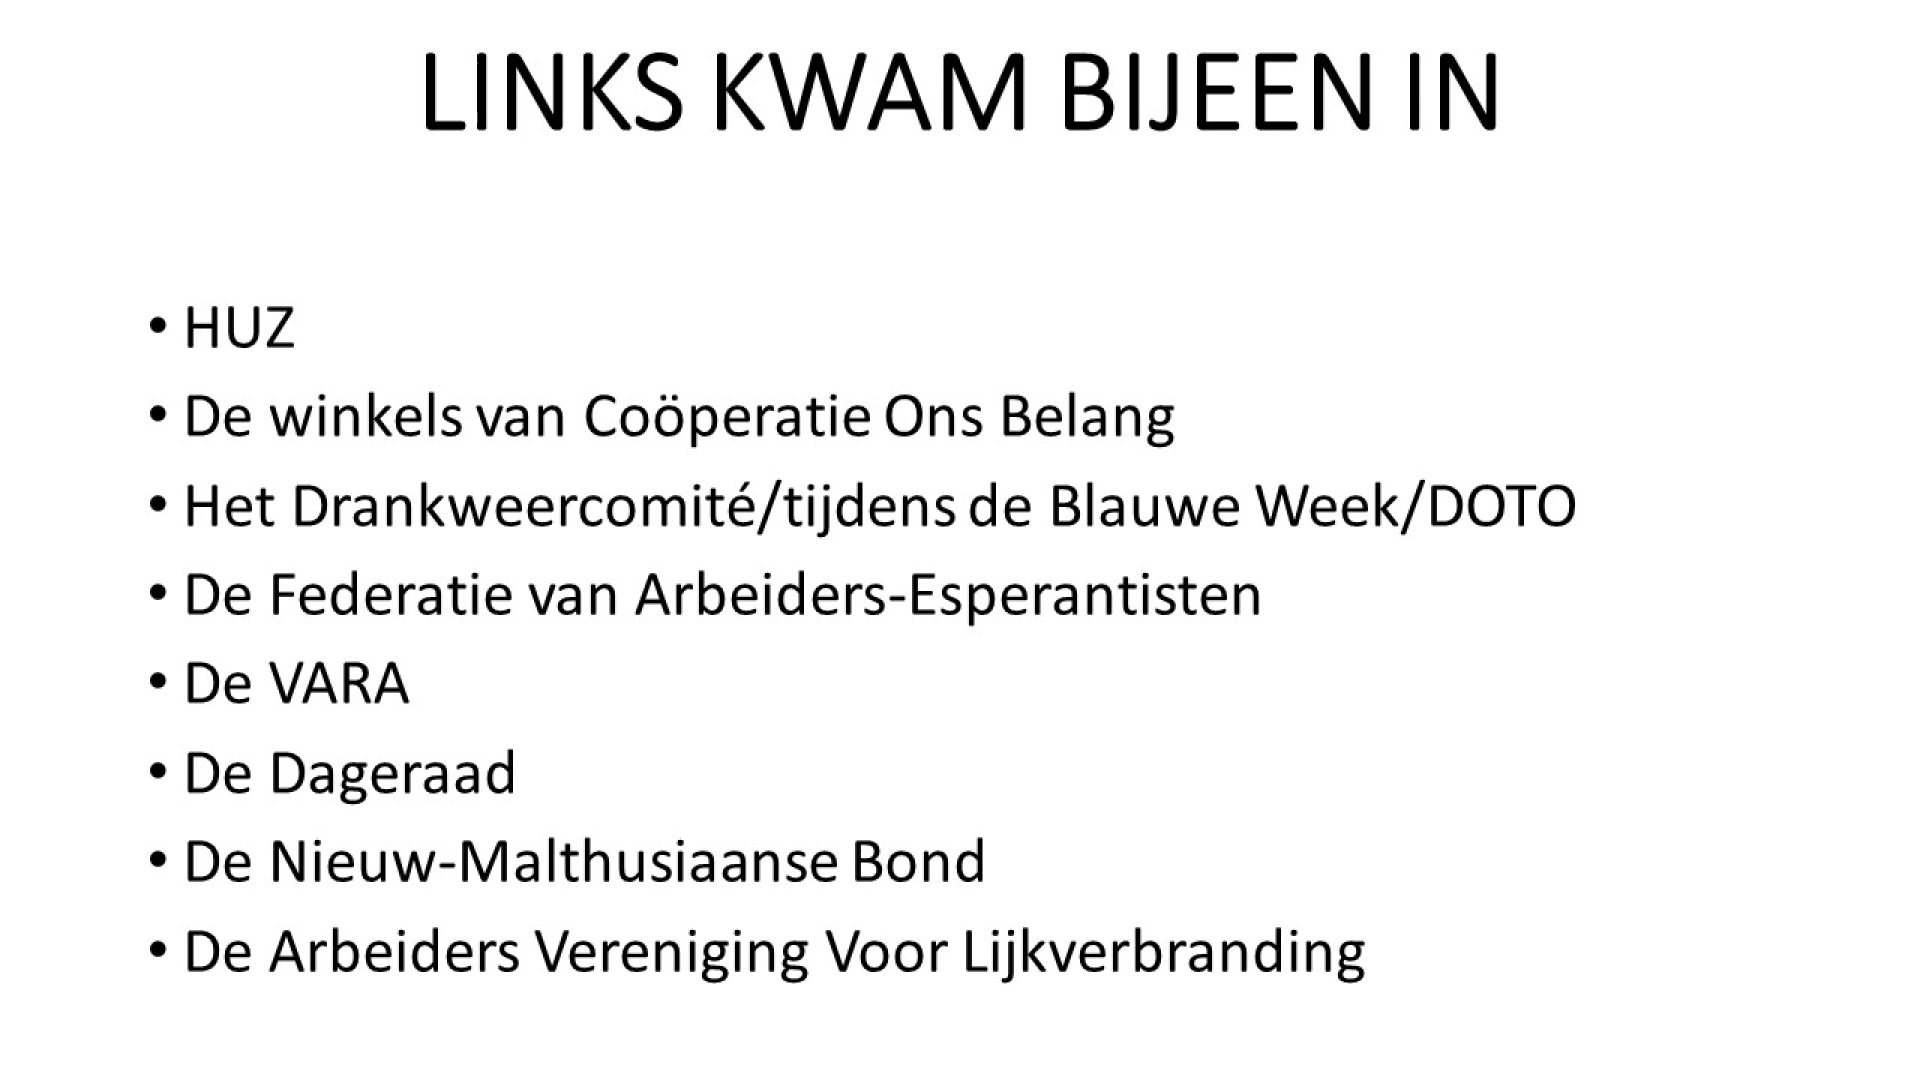 LINKS KWAM BIJEEN IN
• HUZ
• De winkels van Coöperatie Ons Belang
• Het Drankweercomité/tijdens de Blauwe Week/DOTO
• De Federatie van Arbeiders-Esperantisten
• De VARA
• De Dageraad
• De Nieuw-Malthusiaanse Bond
• De Arbeiders Vereniging Voor Lijkverbranding